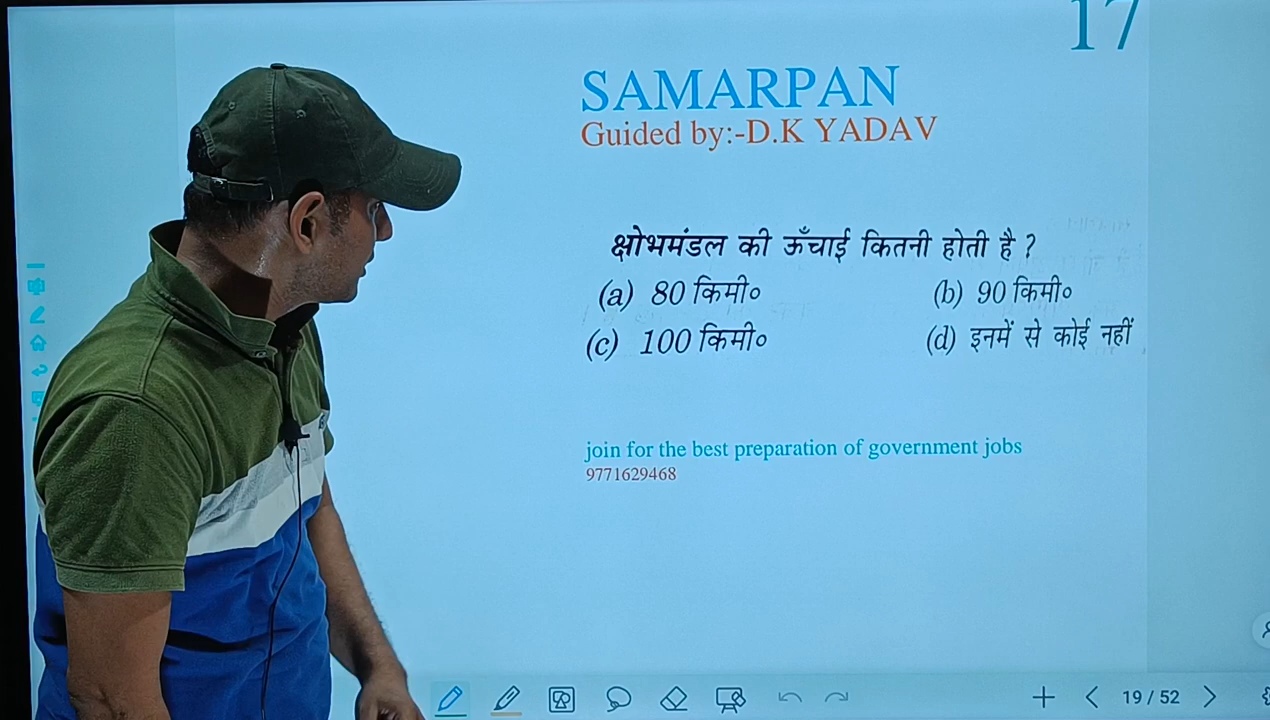 17
SAMARPAN
Guided by:-D.K YADAV
क्षोभमंडल की ऊँचाई कितनी होती है ?
(a) 80 किमी० (b) 90 किमी०
(c) 100 किमी० (d) इनमें से कोई नहीं
join for the best preparation of government jobs
9771629468
19 / 52